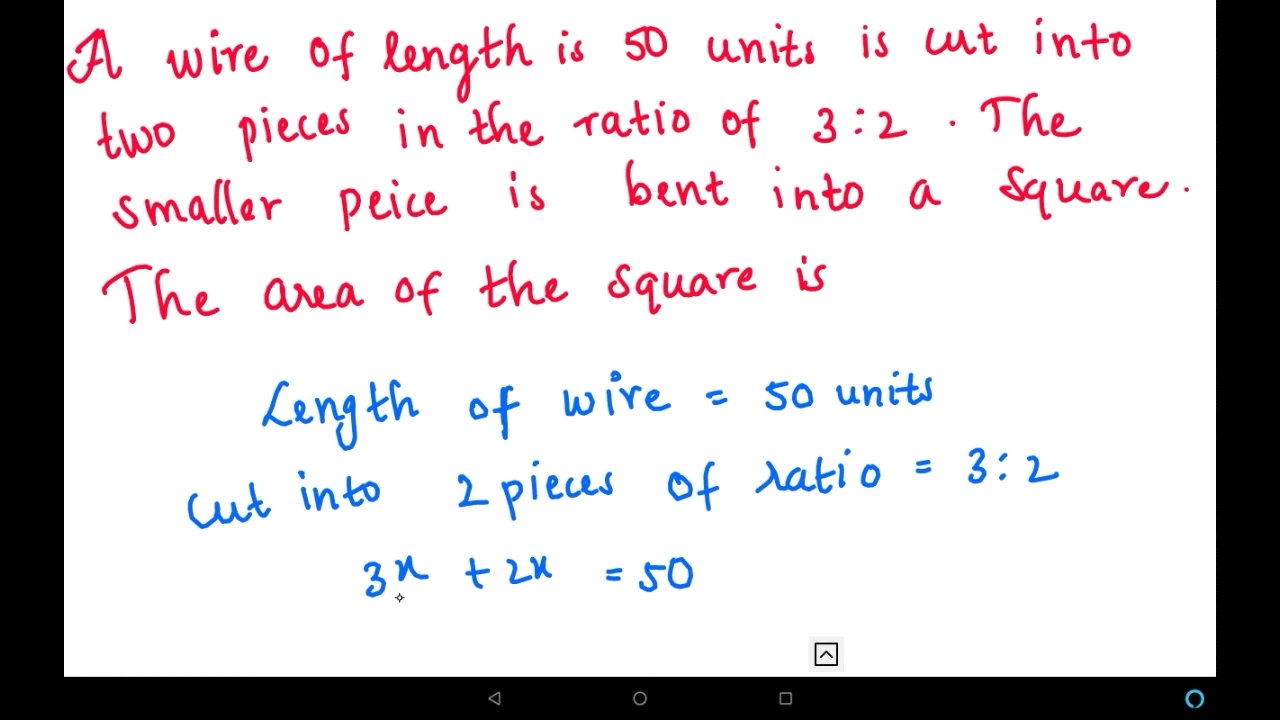 A wire of length is 50 units is cut into
two pieces in the ratio of 3:2. The
smaller peice is bent into a square.
The area of the square is
Length of wire = 50 units
cut into 2 pieces of ratio = 3:2
3x + 2x = 50